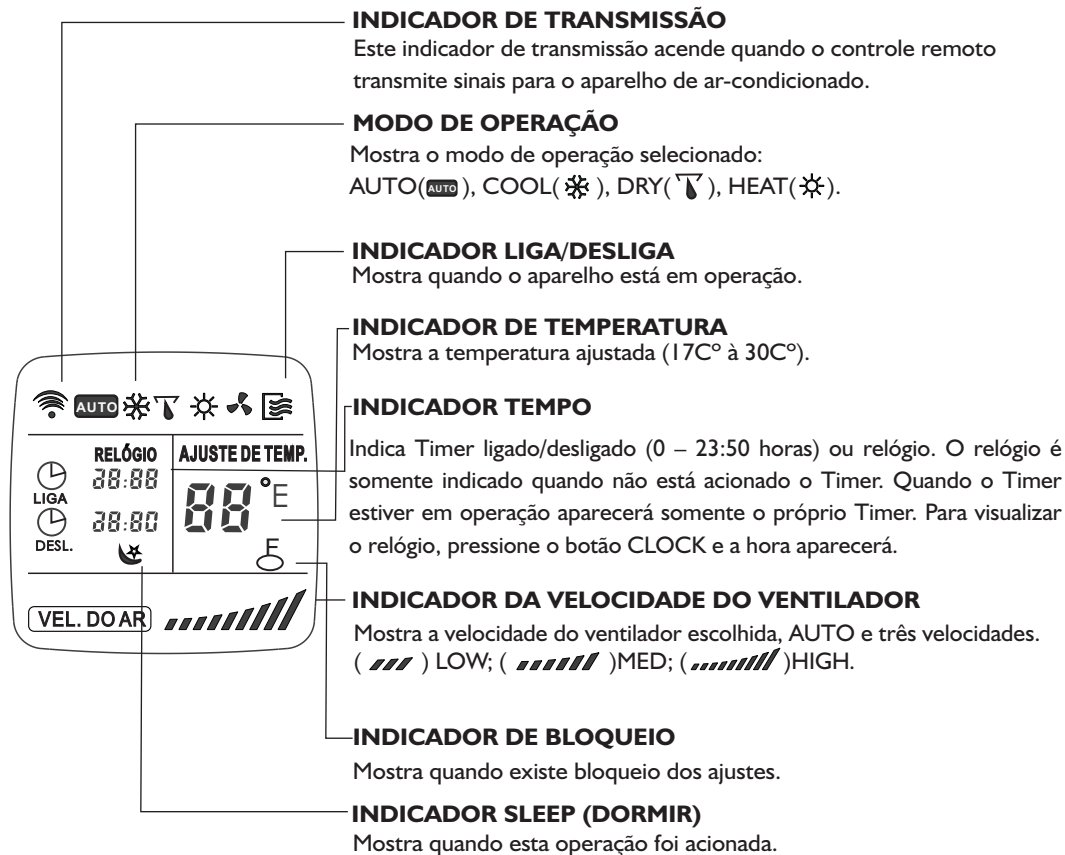 INDICADOR DE TRANSMISSÃO
Este indicador de transmissão acende quando o controle remoto
transmite sinais para o aparelho de ar-condicionado.
MODO DE OPERAÇÃO
Mostra o modo de operação selecionado:
AUTO(AUTO), COOL( ), DRY( ), HEAT( ).
INDICADOR LIGA/DESLIGA
Mostra quando o aparelho está em operação.
INDICADOR DE TEMPERATURA
Mostra a temperatura ajustada (17Cº à 30Cº).
INDICADOR TEMPO
Indica Timer ligado/desligado (0 – 23:50 horas) ou relógio. O relógio é
somente indicado quando não está acionado o Timer. Quando o Timer
estiver em operação aparecerá somente o próprio Timer. Para visualizar
o relógio, pressione o botão CLOCK e a hora aparecerá.
INDICADOR DA VELOCIDADE DO VENTILADOR
Mostra a velocidade do ventilador escolhida, AUTO e três velocidades.
( ) LOW; ( )MED; ( )HIGH.
INDICADOR DE BLOQUEIO
Mostra quando existe bloqueio dos ajustes.
INDICADOR SLEEP (DORMIR)
Mostra quando esta operação foi acionada.
AUTO
RELÓGIO
38:88
LIGA
38:80
DESL.
AJUSTE DE TEMP.
88°E
VEL. DO AR